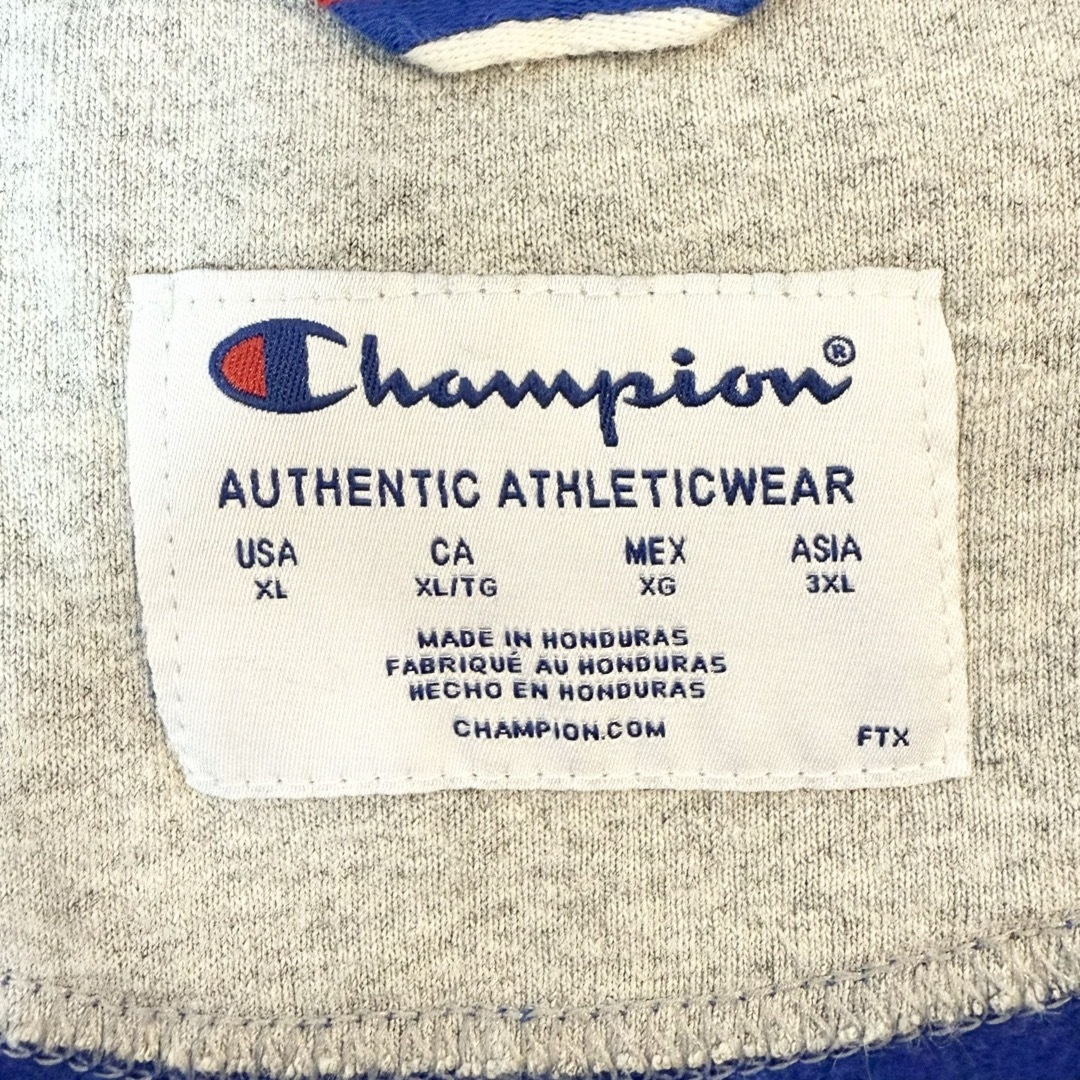 Champion®
AUTHENTIC ATHLETICWEAR
USA CA MEX ASIA
XL XL/TG XG 3XL
MADE IN HONDURAS
FABRIQUÉ AU HONDURAS
HECHO EN HONDURAS
CHAMPION.COM
FTX